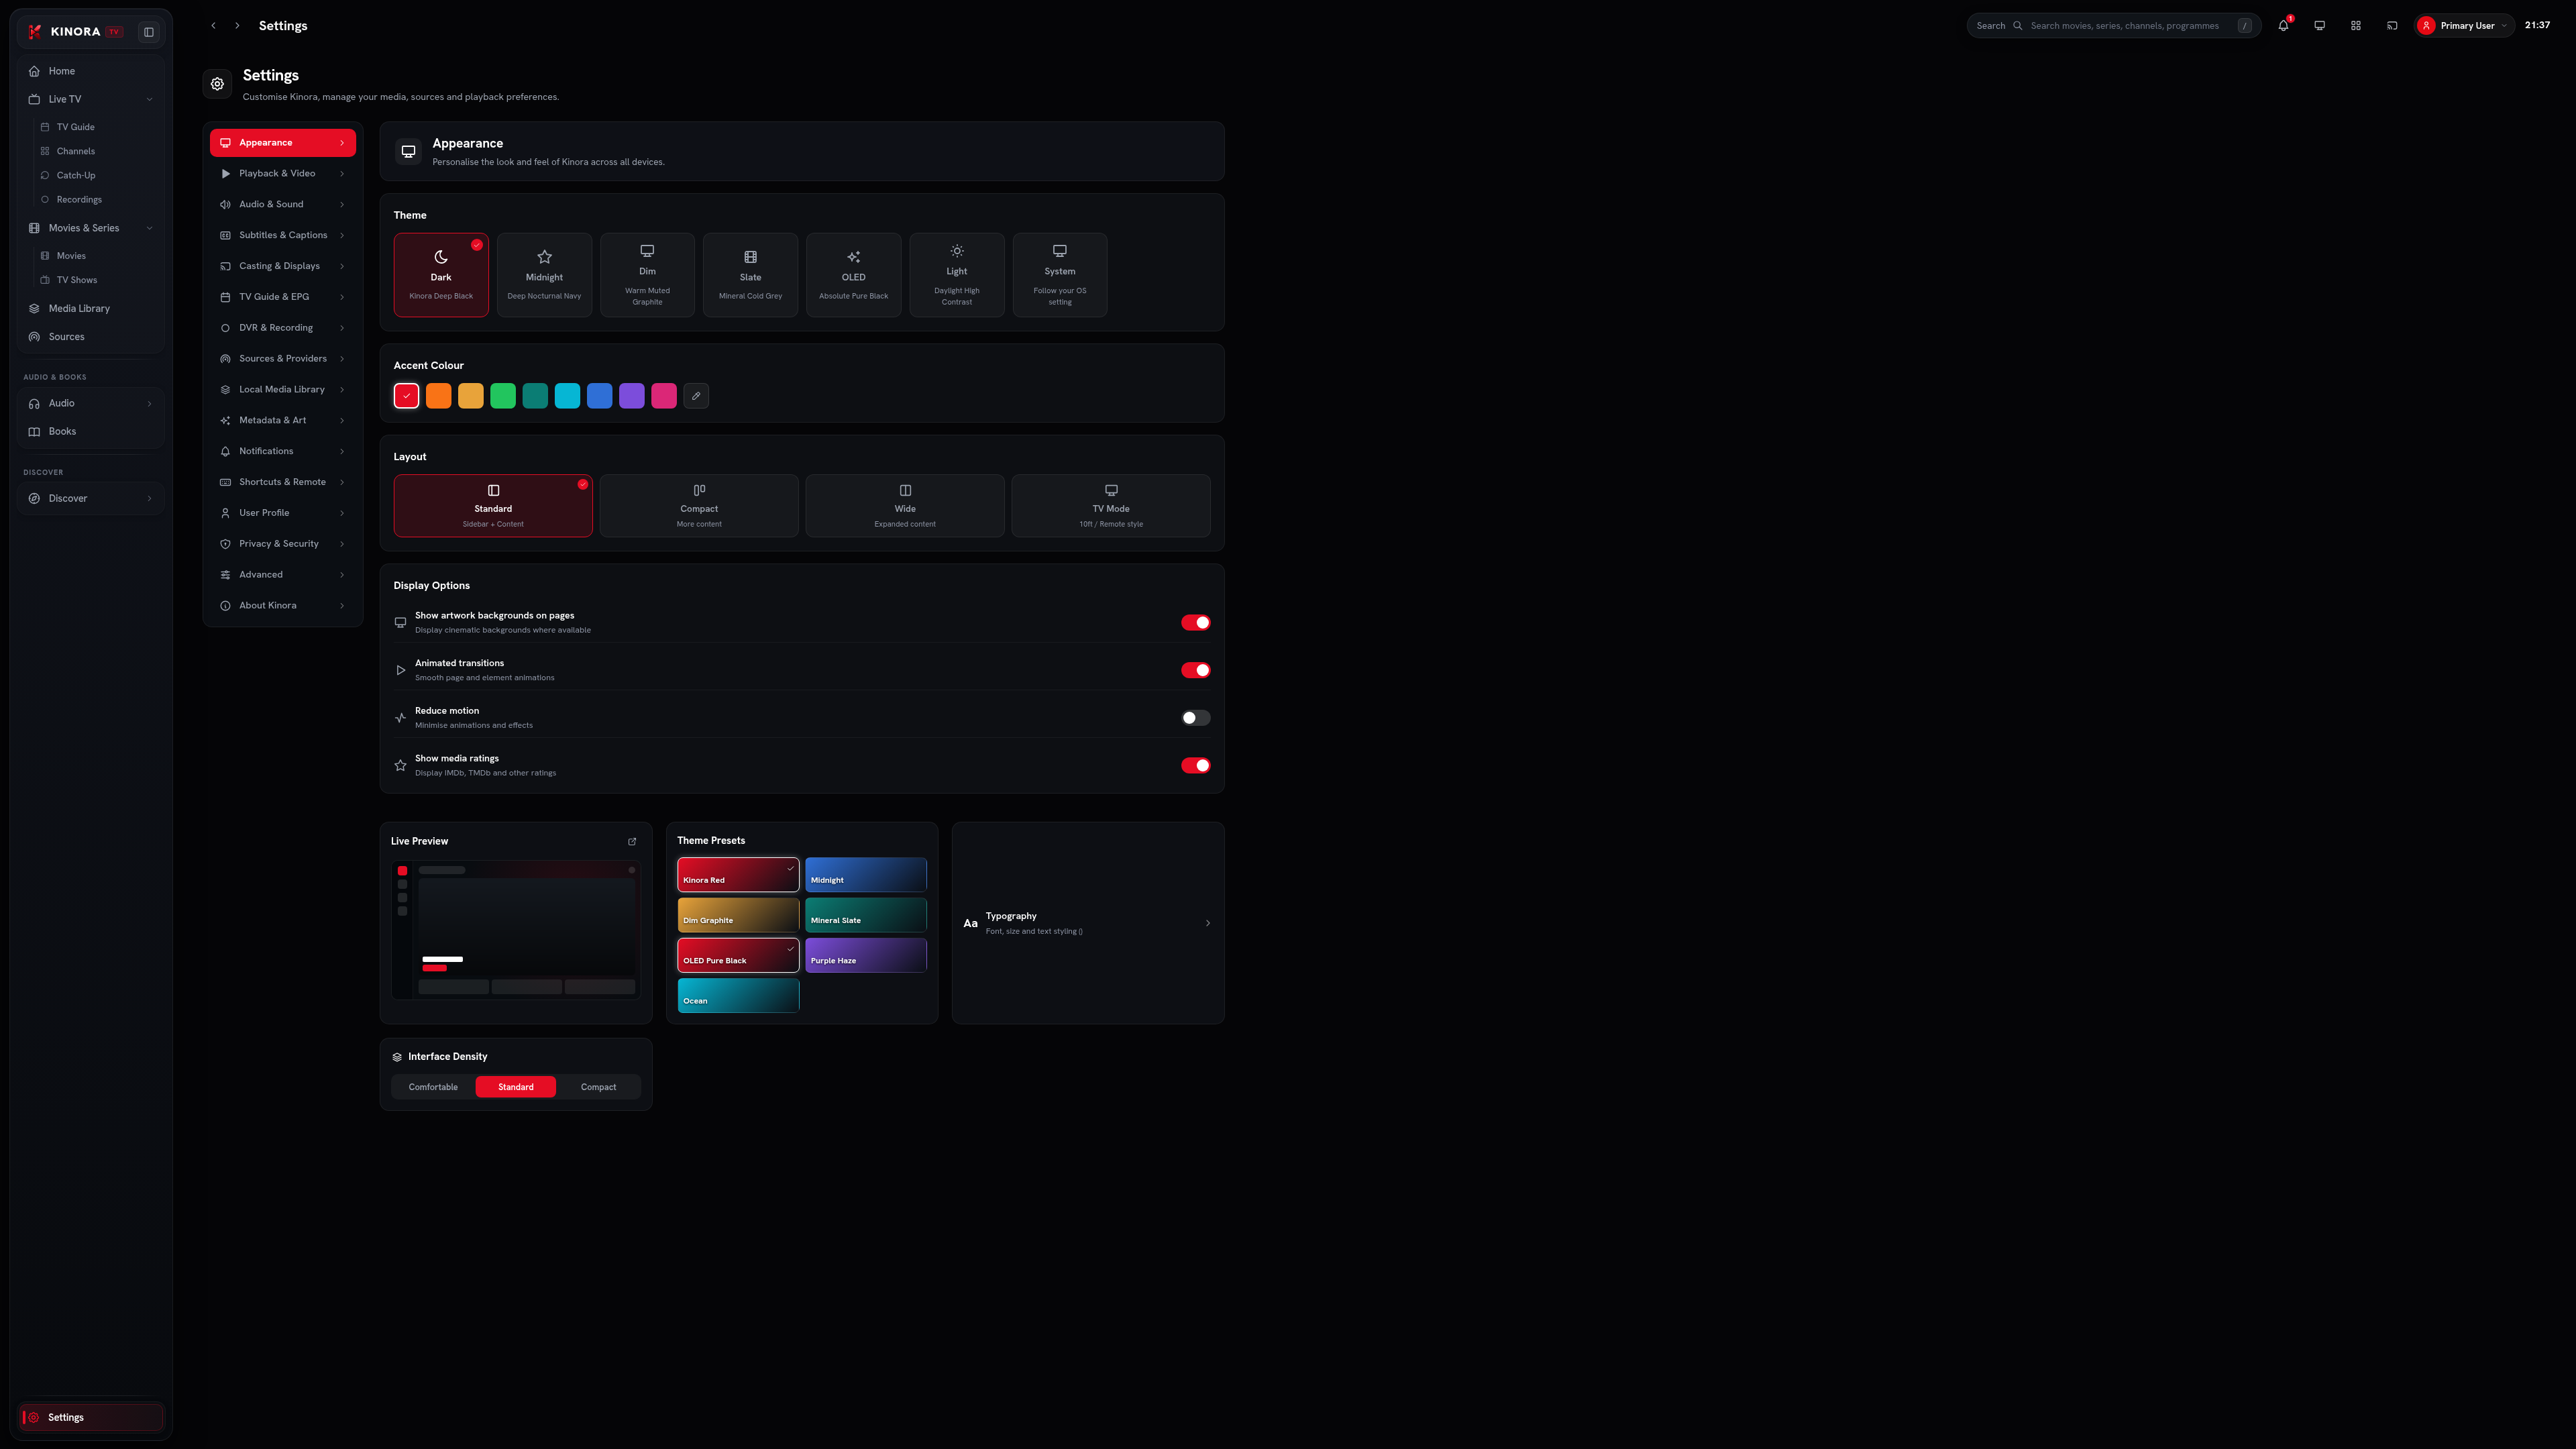 KINORA TV
Settings
Search Search movies, series, channels, programmes /
1
Primary User
21:37
Home
Live TV
TV Guide
Channels
Catch-Up
Recordings
Movies & Series
Movies
TV Shows
Media Library
Sources
AUDIO & BOOKS
Audio
Books
DISCOVER
Discover
Settings
Settings
Customise Kinora, manage your media, sources and playback preferences.
Appearance
Playback & Video
Audio & Sound
Subtitles & Captions
Casting & Displays
TV Guide & EPG
DVR & Recording
Sources & Providers
Local Media Library
Metadata & Art
Notifications
Shortcuts & Remote
User Profile
Privacy & Security
Advanced
About Kinora
Appearance
Personalise the look and feel of Kinora across all devices.
Theme
Dark
Kinora Deep Black
Midnight
Deep Nocturnal Navy
Dim
Warm Muted
Graphite
Slate
Mineral Cold Grey
OLED
Absolute Pure Black
Light
Daylight High
Contrast
System
Follow your OS
setting
Accent Colour
Layout
Standard
Sidebar + Content
Compact
More content
Wide
Expanded content
TV Mode
10ft / Remote style
Display Options
Show artwork backgrounds on pages
Display cinematic backgrounds where available
Animated transitions
Smooth page and element animations
Reduce motion
Minimise animations and effects
Show media ratings
Display IMDb, TMDb and other ratings
Live Preview
Theme Presets
Kinora Red
Midnight
Dim Graphite
Mineral Slate
OLED Pure Black
Purple Haze
Ocean
Aa
Typography
Font, size and text styling ()
Interface Density
Comfortable
Standard
Compact